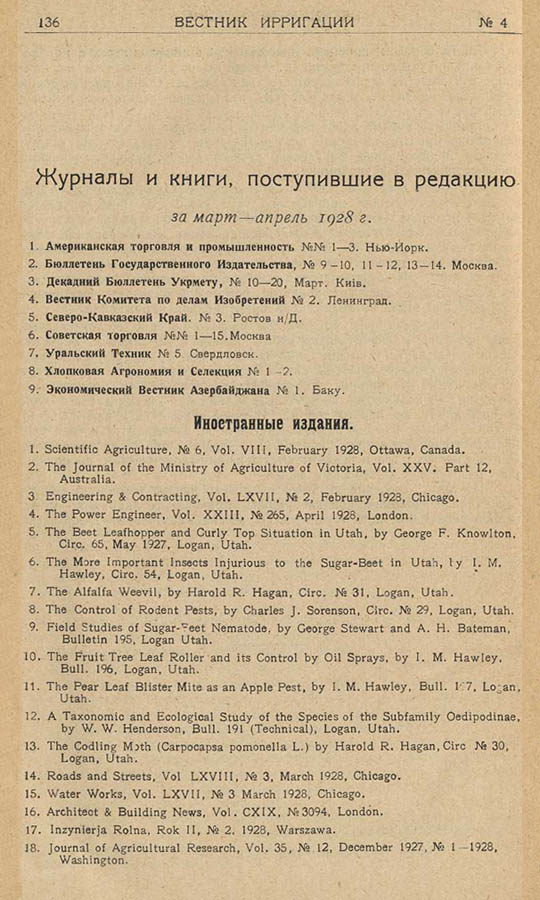 136 ВЕСТНИК ИРРИГАЦИИ № 4
Журналы и книги, поступившие в редакцию
за март—апрель 1928 г.
1. Американская торговля и промышленность №№ 1—3. Нью-Йорк.
2. Бюллетень Государственного Издательства, № 9-10, 11-12, 13-14. Москва.
3. Декадний Бюллетень Укрмету, № 10—20, Март. Київ.
4. Вестник Комитета по делам Изобретений № 2. Ленинград.
5. Северо-Кавказский Край. № 3. Ростов н/Д.
6. Советская торговля №№ 1—15.Москва
7. Уральский Техник № 5 Свердловск.
8. Хлопковая Агрономия и Селекция № 1-2.
9. Экономический Вестник Азербайджана № 1. Баку.
Иностранные издания.
1. Scientific Agriculture, № 6, Vol. VIII, February 1928, Ottawa, Canada.
2. The Journal of the Ministry of Agriculture of Victoria, Vol. XXV. Part 12,
Australia.
3 Engineering & Contracting, Vol. LXVII, № 2, February 1928, Chicago.
4. The Power Engineer, Vol. XXIII, № 265, April 1928, London.
5. The Beet Leafhopper and Curly Top Situation in Utah, by George F. Knowlton,
Circ. 65, May 1927, Logan, Utah.
6. The More Important Insects Injurious to the Sugar-Beet in Utah, by I. M.
Hawley, Circ. 54, Logan, Utah.
7. The Alfalfa Weevil, by Harold R. Hagan, Circ. № 31, Logan, Utah.
8. The Control of Rodent Pests, by Charles J. Sorenson, Circ. № 29, Logan, Utah.
9. Field Studies of Sugar-Beet Nematode, by George Stewart and A. H. Bateman,
Bulletin 195, Logan Utah.
10. The Fruit Tree Leaf Roller and its Control by Oil Sprays, by I. M. Hawley,
Bull. 196, Logan, Utah.
11. The Pear Leaf Blister Mite as an Apple Pest, by I. M. Hawley, Bull. Logan,
Utah.
12. A Taxonomic and Ecological Study of the Species of the Subfamily Oedipodinae,
by W. W. Henderson, Bull. 191 (Technical), Logan, Utah.
13. The Codling Moth (Carpocapsa pomonella L.) by Harold R. Hagan,Circ № 30,
Logan, Utah.
14. Roads and Streets, Vol LXVIII, № 3, March 1928, Chicago.
15. Water Works, Vol. LXVII, № 3 March 1928, Chicago.
16. Architect & Building News, Vol. CXIX, № 3094, London.
17. Inzynierja Rolna, Rok II, № 2, 1928, Warszawa.
18. Journal of Agricultural Research, Vol. 35, № 12, December 1927, № 1—1928,
Washington.